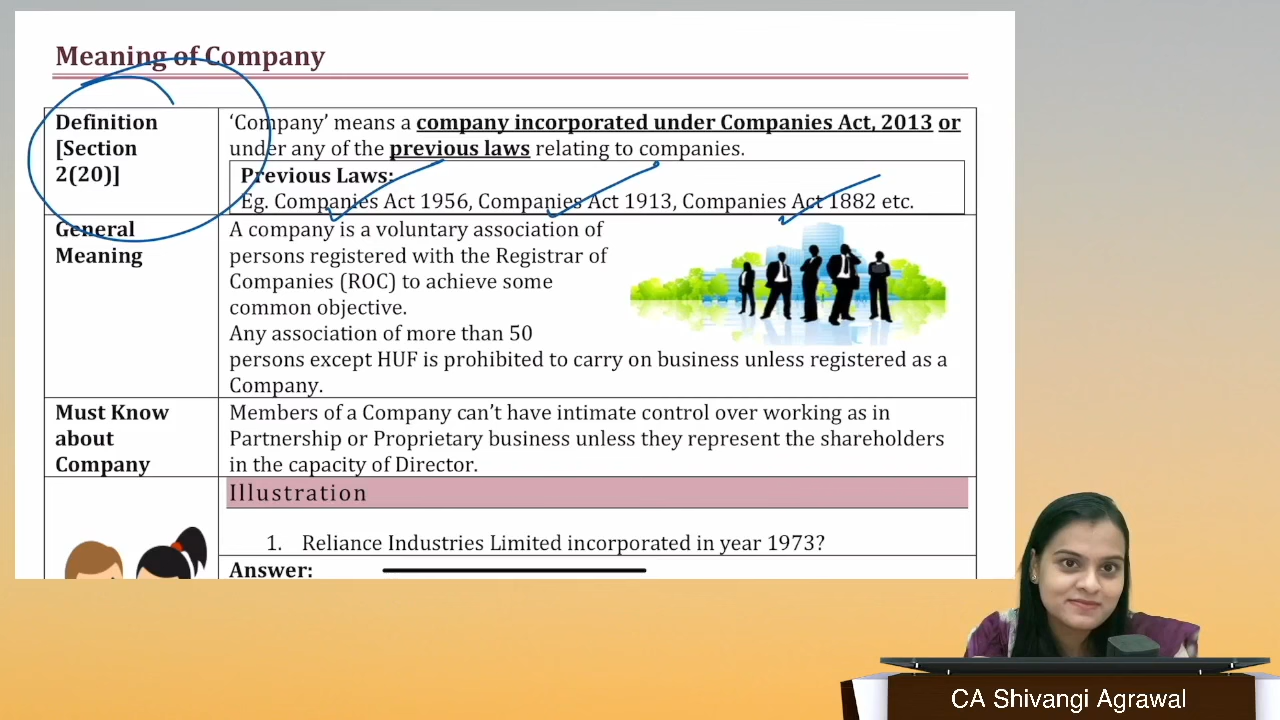 Meaning of Company
Definition
[Section
2(20)]
‘Company’ means a company incorporated under Companies Act, 2013 or
under any of the previous laws relating to companies.
Previous Laws:
Eg. Companies Act 1956, Companies Act 1913, Companies Act 1882 etc.
General
Meaning
A company is a voluntary association of
persons registered with the Registrar of
Companies (ROC) to achieve some
common objective.
Any association of more than 50
persons except HUF is prohibited to carry on business unless registered as a
Company.
Must Know
about
Company
Members of a Company can’t have intimate control over working as in
Partnership or Proprietary business unless they represent the shareholders
in the capacity of Director.
Illustration
1. Reliance Industries Limited incorporated in year 1973?
Answer:
CA Shivangi Agrawal